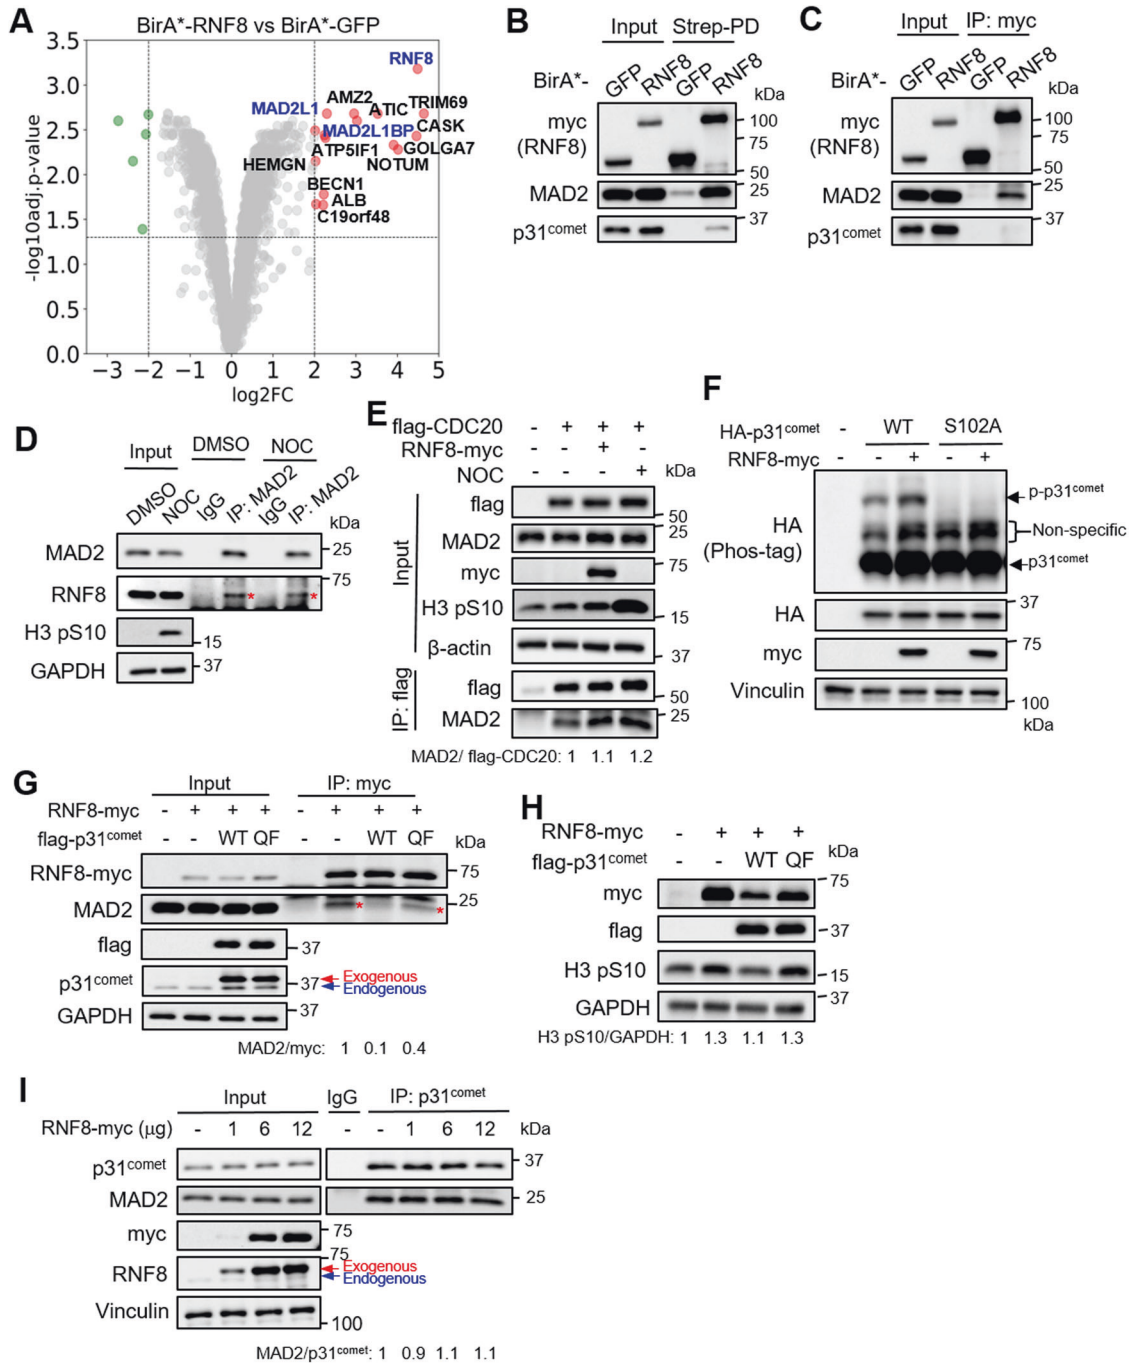 A
BirA*-RNF8 vs BirA*-GFP
-log10adj.p-value
3.5
3.0
2.5
2.0
1.5
1.0
0.5
0.0
RNF8
AMZ2
MAD2L1
ATIC
TRIM69
MAD2L1BP
CASK
ATP5IF1
GOLGA7
HEMGN
NOTUM
BECN1
ALB
C19orf48
−3 −2 −1 0 1 2 3 4 5
log2FC
B
Input Strep-PD
BirA*- GFP RNF8 GFP RNF8
kDa
myc
(RNF8)
100
75
50
MAD2
25
p31comet
37
C
Input IP: myc
BirA*- GFP RNF8 GFP RNF8
kDa
myc
(RNF8)
100
75
50
MAD2
25
p31comet
37
D
Input DMSO NOC
DMSO NOC IgG IP: MAD2 IgG IP: MAD2
kDa
MAD2
25
RNF8
75
* *
H3 pS10
15
GAPDH
37
E
flag-CDC20 - + + +
RNF8-myc - - + -
NOC - - - +
kDa
Input
flag
50
MAD2
25
myc
75
H3 pS10
15
β-actin
37
IP: flag
flag
50
MAD2
25
MAD2/ flag-CDC20: 1 1.1 1.2
F
HA-p31comet - WT S102A
RNF8-myc - - + - +
HA
(Phos-tag)
p-p31comet
Non-specific
p31comet
HA
37
myc
75
Vinculin
100
kDa
G
Input IP: myc
RNF8-myc - + + + - + + +
flag-p31comet - - WT QF - - WT QF
kDa
RNF8-myc
75
MAD2
25
* *
flag
37
p31comet
37
Exogenous
Endogenous
GAPDH
37
MAD2/myc: 1 0.1 0.4
H
RNF8-myc - + + +
flag-p31comet - - WT QF
kDa
myc
75
flag
37
H3 pS10
15
GAPDH
37
H3 pS10/GAPDH: 1 1.3 1.1 1.3
I
Input IgG IP: p31comet
RNF8-myc (μg) - 1 6 12 - - 1 6 12 kDa
p31comet
37
MAD2
25
myc
75
RNF8
75
Exogenous
Endogenous
Vinculin
100
MAD2/p31comet: 1 0.9 1.1 1.1